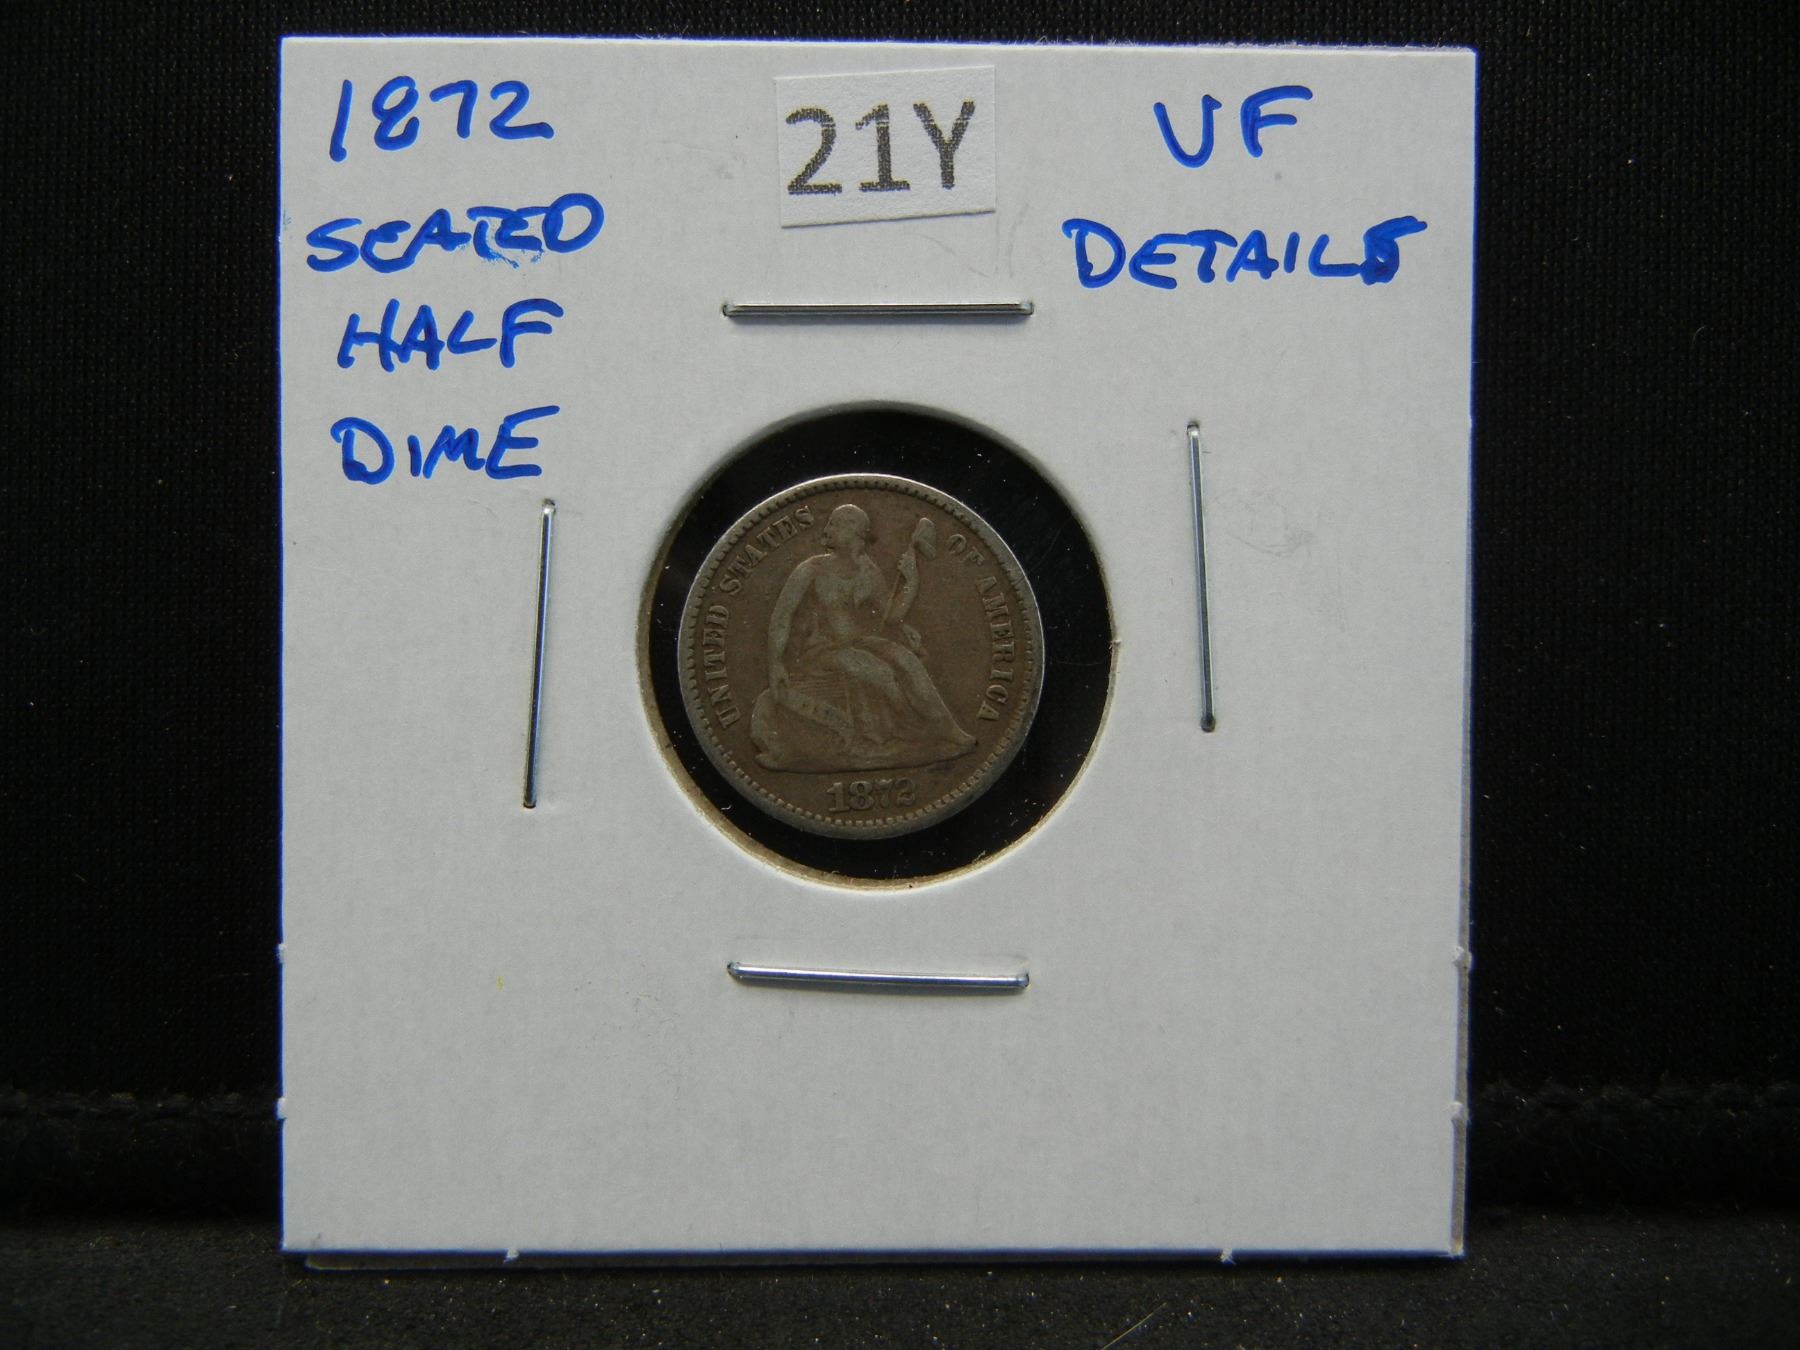 1872
SEATED
HALF
DIME
21Y
VF
DETAILS
UNITED STATES OF AMERICA
1872